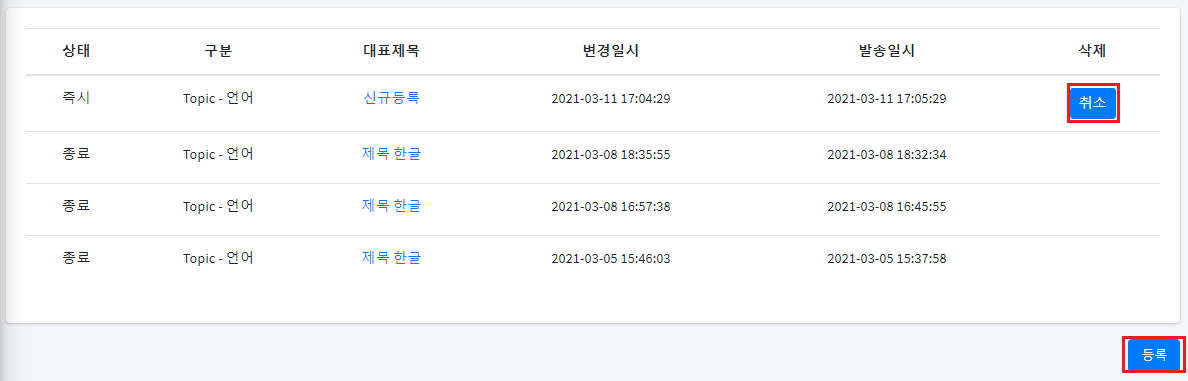 상태 구분 대표제목 변경일시 발송일시 삭제
즉시 Topic - 언어 신규등록 2021-03-11 17:04:29 2021-03-11 17:05:29 취소
종료 Topic - 언어 제목 한글 2021-03-08 18:35:55 2021-03-08 18:32:34
종료 Topic - 언어 제목 한글 2021-03-08 16:57:38 2021-03-08 16:45:55
종료 Topic - 언어 제목 한글 2021-03-05 15:46:03 2021-03-05 15:37:58
등록